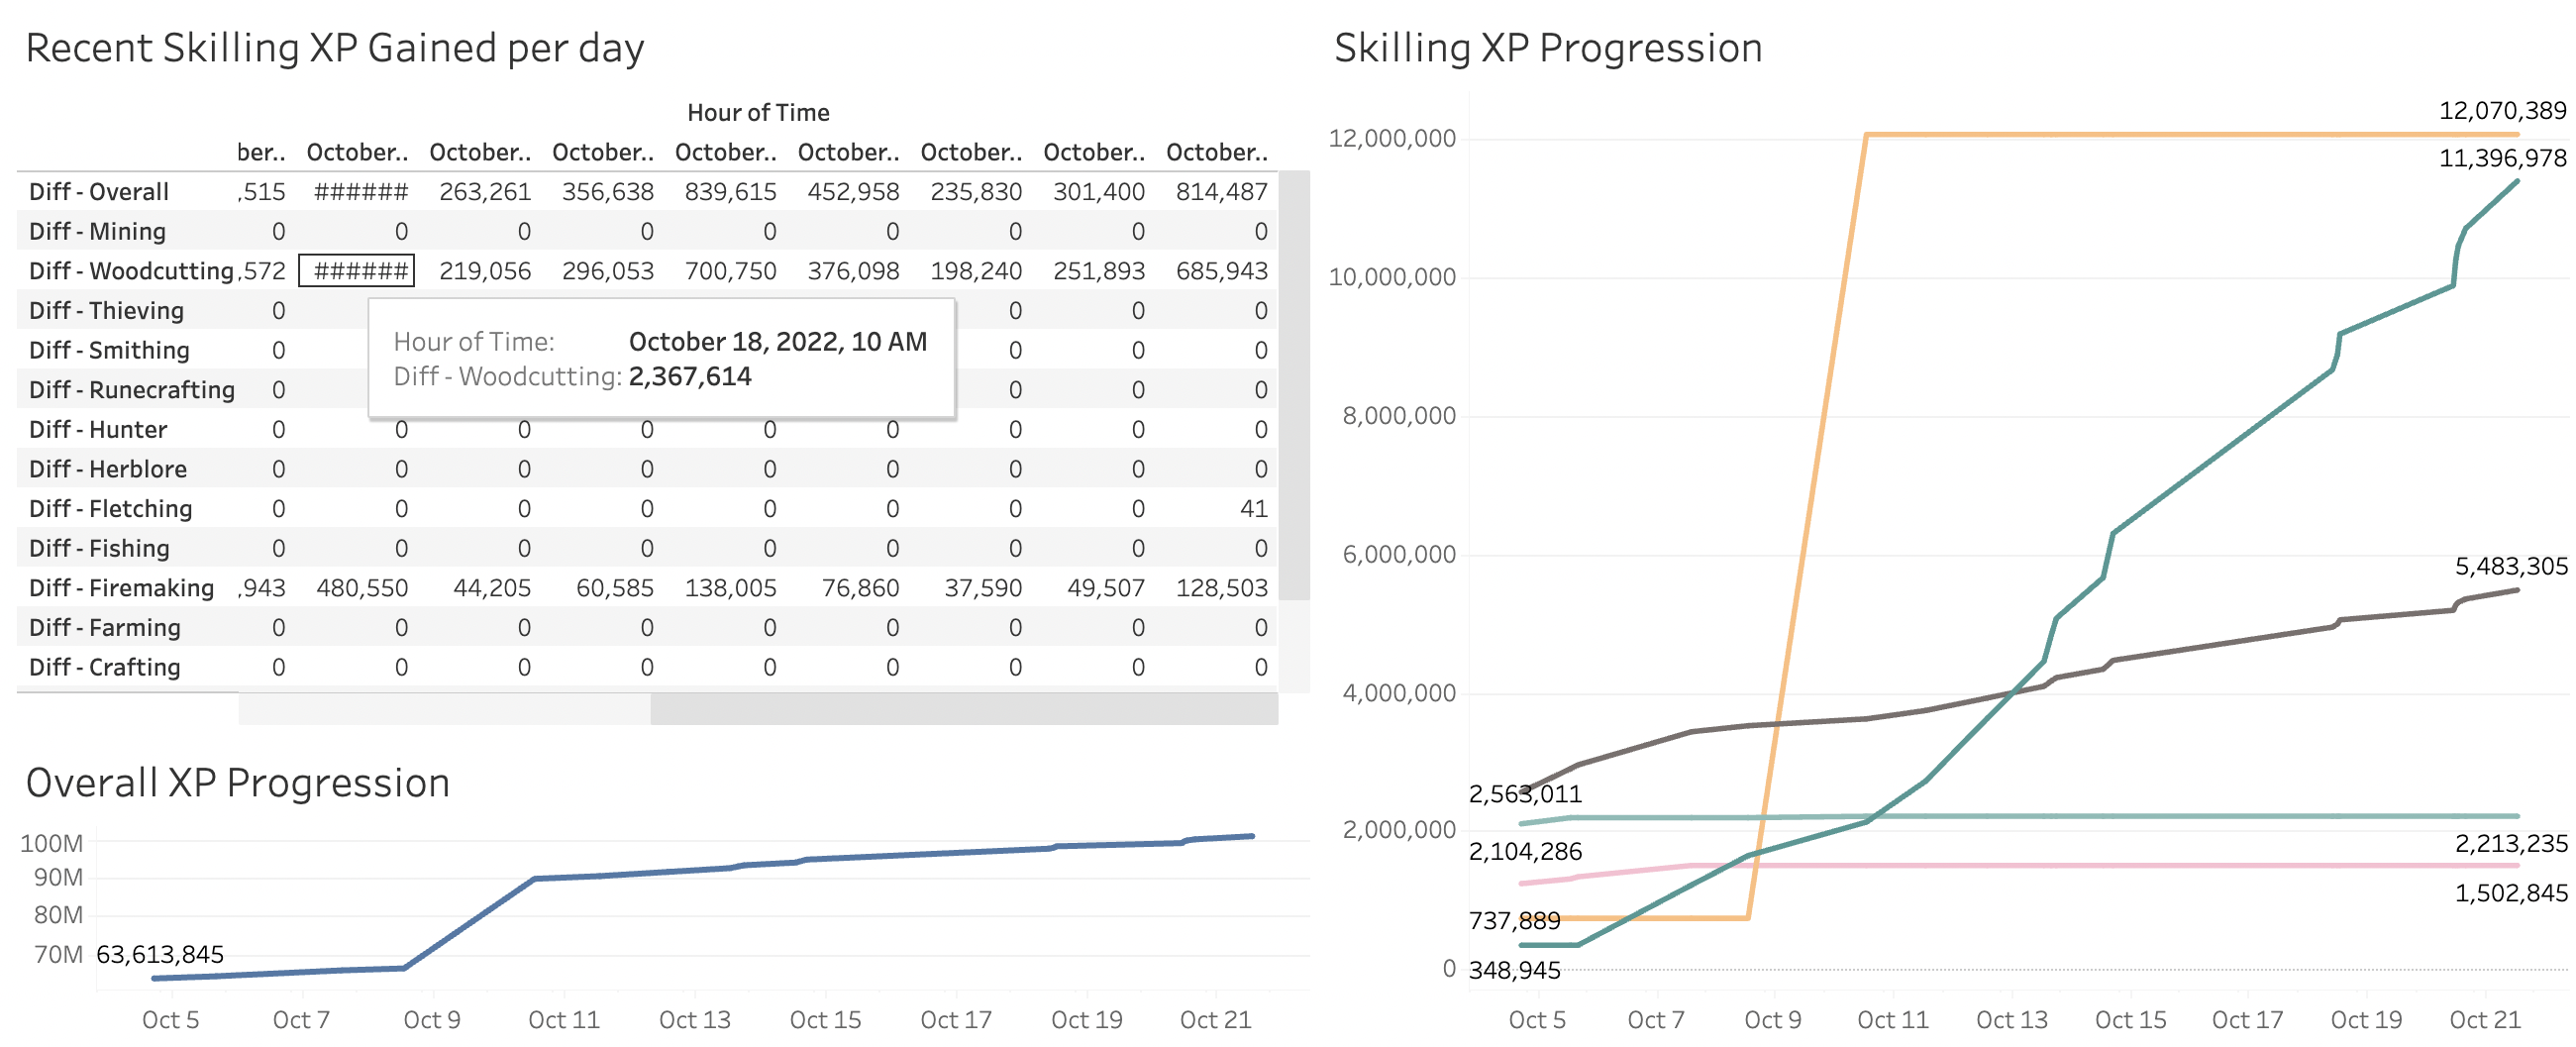 Recent Skilling XP Gained per day
Hour of Time
ber.. October.. October.. October.. October.. October.. October.. October.. October..
Diff - Overall ,515 ###### 263,261 356,638 839,615 452,958 235,830 301,400 814,487
Diff - Mining 0 0 0 0 0 0 0 0 0
Diff - Woodcutting ,572 ###### 219,056 296,053 700,750 376,098 198,240 251,893 685,943
Diff - Thieving 0 0 0 0
Diff - Smithing 0 0 0 0
Diff - Runecrafting 0 0 0 0
Hour of Time: October 18, 2022, 10 AM
Diff - Woodcutting: 2,367,614
Diff - Hunter 0 0 0 0 0 0 0 0 0
Diff - Herblore 0 0 0 0 0 0 0 0 0
Diff - Fletching 0 0 0 0 0 0 0 0 41
Diff - Fishing 0 0 0 0 0 0 0 0 0
Diff - Firemaking ,943 480,550 44,205 60,585 138,005 76,860 37,590 49,507 128,503
Diff - Farming 0 0 0 0 0 0 0 0 0
Diff - Crafting 0 0 0 0 0 0 0 0 0
Overall XP Progression
100M
90M
80M
70M
63,613,845
Oct 5 Oct 7 Oct 9 Oct 11 Oct 13 Oct 15 Oct 17 Oct 19 Oct 21
Skilling XP Progression
12,070,389
12,000,000
11,396,978
10,000,000
8,000,000
6,000,000
5,483,305
4,000,000
2,563,011
2,000,000
2,104,286
2,213,235
1,502,845
737,889
0
348,945
Oct 5 Oct 7 Oct 9 Oct 11 Oct 13 Oct 15 Oct 17 Oct 19 Oct 21